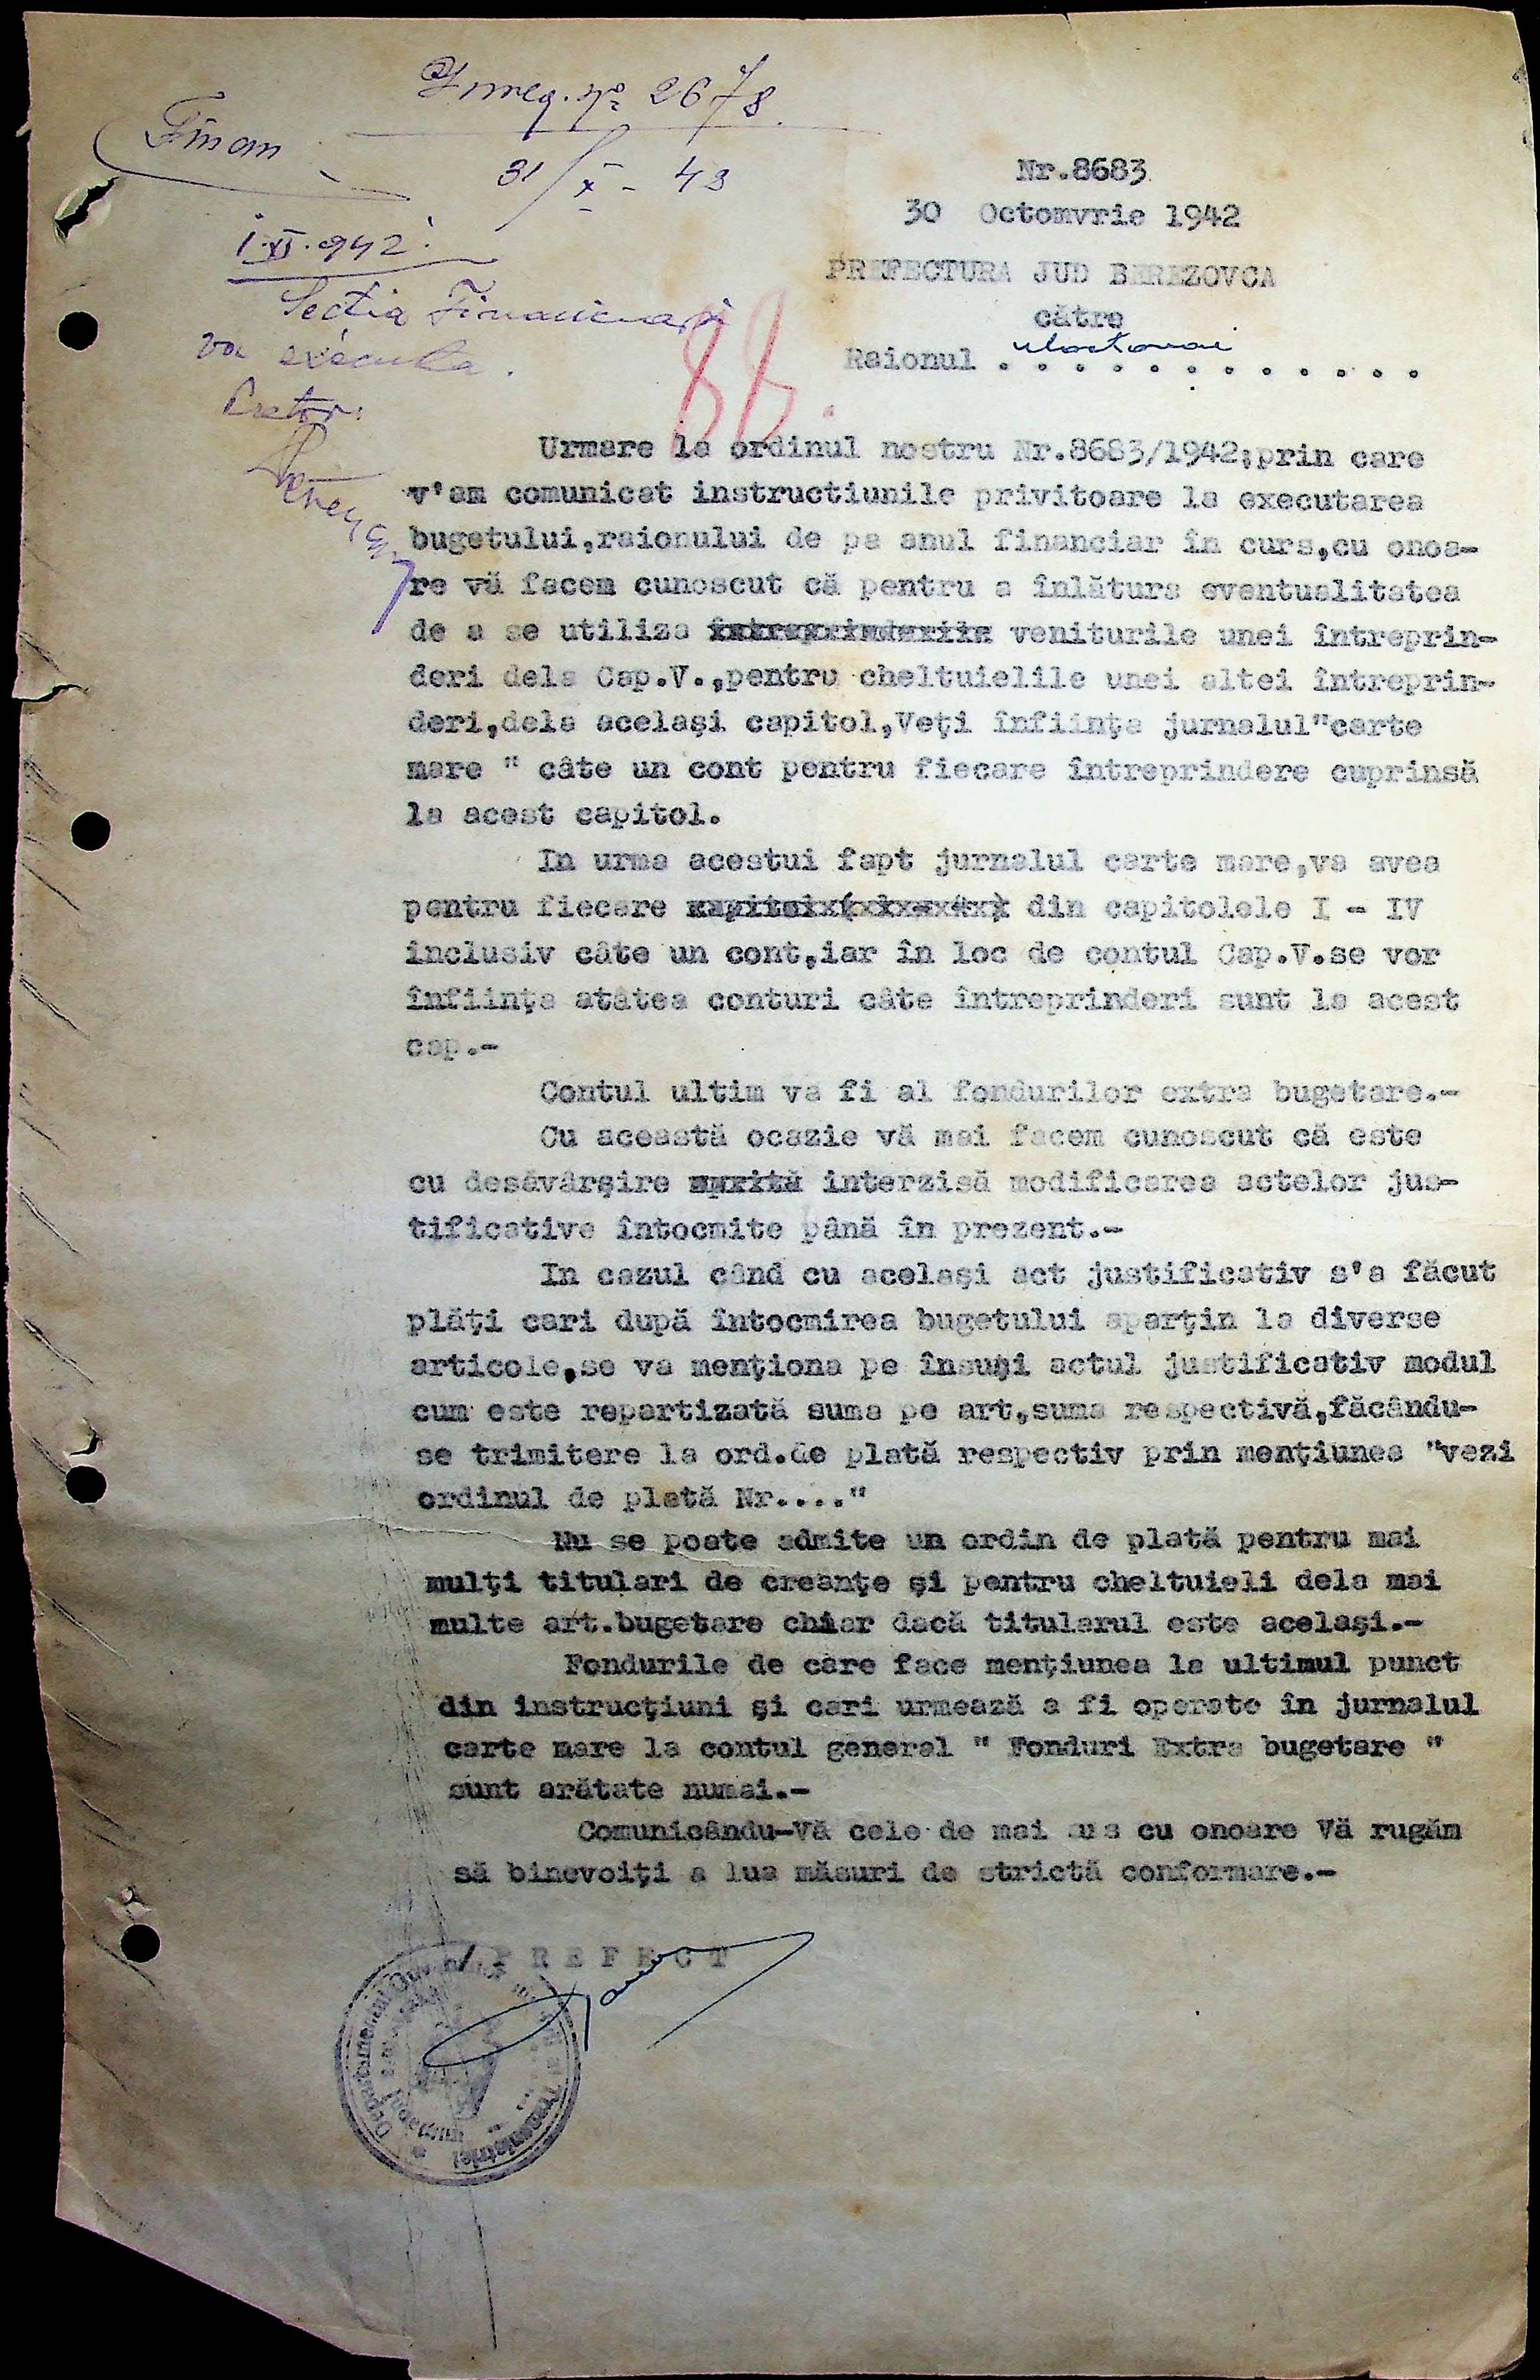 Inreg. No 2678
Finan
31/X - 43
Nr.8683
30 Octomvrie 1942
I.XI.942.
PREFECTURA JUD BEREZOVCA
Sectia Financiara
către
va executa.
Raionul . . . . . . . . . . . .
Pretor:
Urmare la ordinul nostru Nr.8683/1942;prin care
v'am comunicat instructiunile privitoare la executarea
bugetului,raionului de pe anul financiar în curs,cu onoa-
re vă facem cunoscut că pentru a înlătura eventualitatea
de a se utiliza întreprinderile veniturile unei întreprin-
deri dela Cap.V.,pentru cheltuielile unei altei întreprin-
deri,dela acelaşi capitol,Veţi înfiinţa jurnalul"carte
mare " câte un cont pentru fiecare întreprindere cuprinsă
la acest capitol.
In urma acestui fapt jurnalul carte mare,va avea
pentru fiecare din capitolele I - IV
inclusiv câte un cont,iar în loc de contul Cap.V.se vor
înfiinţa atâtea conturi câte întreprinderi sunt la acest
cap.-
Contul ultim va fi al fondurilor extra bugetare.-
Cu această ocazie vă mai facem cunoscut că este
cu desăvârşire interzisă modificarea actelor jus-
tificative întocmite până în prezent.-
In cazul când cu acelaşi act justificativ s'a făcut
plăţi cari după întocmirea bugetului aparţin la diverse
articole,se va menţiona pe însuşi actul justificativ modul
cum este repartizată suma pe art,suma respectivă,făcându-
se trimitere la ord.de plată respectiv prin menţiunea "vezi
ordinul de plată Nr...."
Nu se poate admite un ordin de plată pentru mai
mulţi titulari de creanţe şi pentru cheltuieli dela mai
multe art.bugetare chiar dacă titularul este acelaşi.-
Fondurile de care face menţiunea la ultimul punct
din instrucţiuni şi cari urmează a fi operate în jurnalul
carte mare la contul general " Fonduri Extra bugetare "
sunt arătate numai.-
Comunicându-Vă cele de mai sus cu onoare Vă rugăm
să binevoiţi a lua măsuri de strictă conformare.-
P R E F E C T
Transnistriei